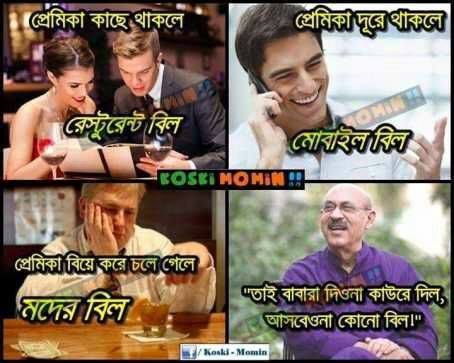 প্রেমিকা কাছে থাকলে
রেস্টুরেন্ট বিল
প্রেমিকা দূরে থাকলে
মোবাইল বিল
KOSKI MOMIN !!
প্রেমিকা বিয়ে করে চলে গেলে
মদের বিল
"তাই বাবারা দিওনা কাউরে দিল,
আসবেওনা কোনো বিল!"
f / Koski - Momin